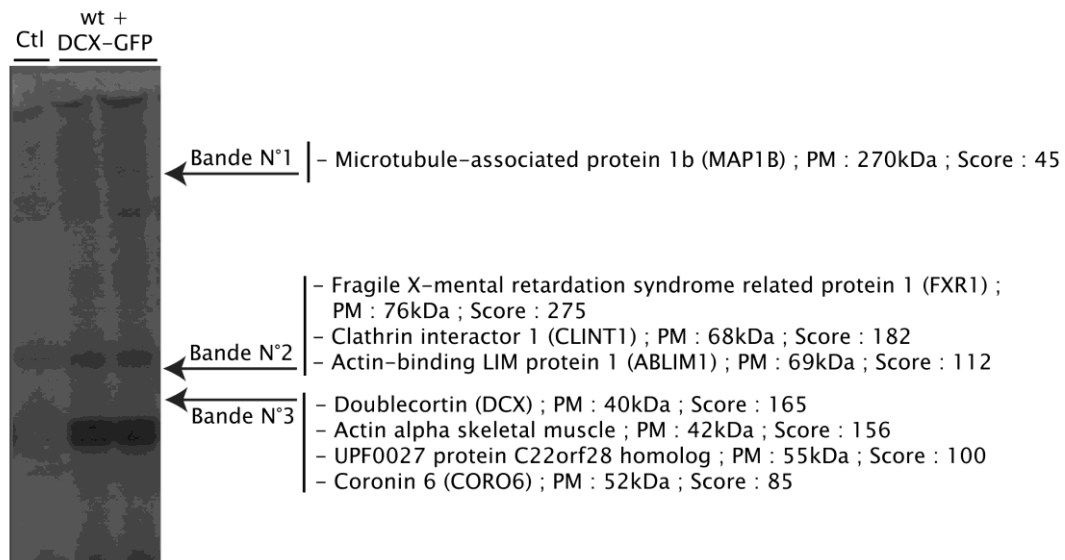 wt +
Ctl DCX-GFP
Bande N°1
- Microtubule-associated protein 1b (MAP1B) ; PM : 270kDa ; Score : 45
- Fragile X-mental retardation syndrome related protein 1 (FXR1) ;
PM : 76kDa ; Score : 275
- Clathrin interactor 1 (CLINT1) ; PM : 68kDa ; Score : 182
Bande N°2
- Actin-binding LIM protein 1 (ABLIM1) ; PM : 69kDa ; Score : 112
Bande N°3
- Doublecortin (DCX) ; PM : 40kDa ; Score : 165
- Actin alpha skeletal muscle ; PM : 42kDa ; Score : 156
- UPF0027 protein C22orf28 homolog ; PM : 55kDa ; Score : 100
- Coronin 6 (CORO6) ; PM : 52kDa ; Score : 85